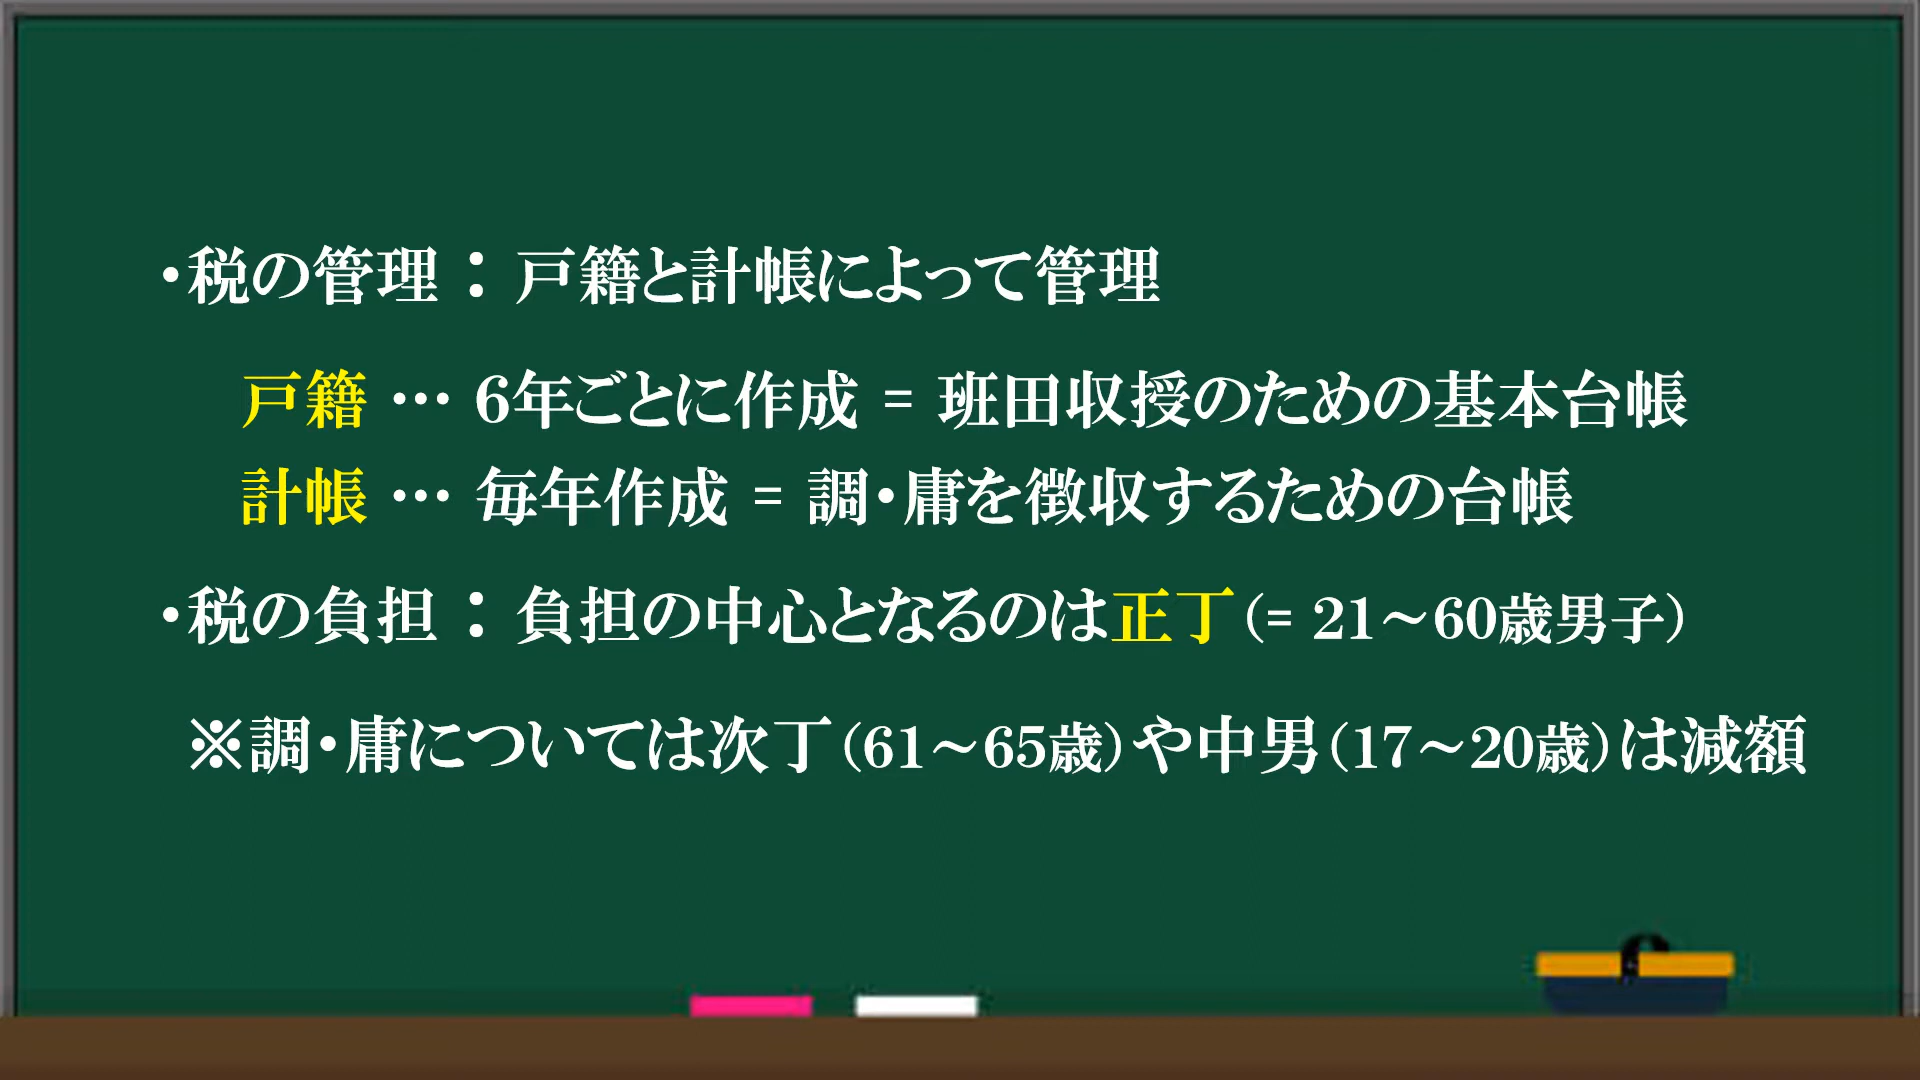 ・税の管理：戸籍と計帳によって管理
戸籍 … 6年ごとに作成 = 班田収授のための基本台帳
計帳 … 毎年作成 = 調・庸を徴収するための台帳
・税の負担：負担の中心となるのは正丁（= 21～60歳男子）
※調・庸については次丁（61～65歳）や中男（17～20歳）は減額